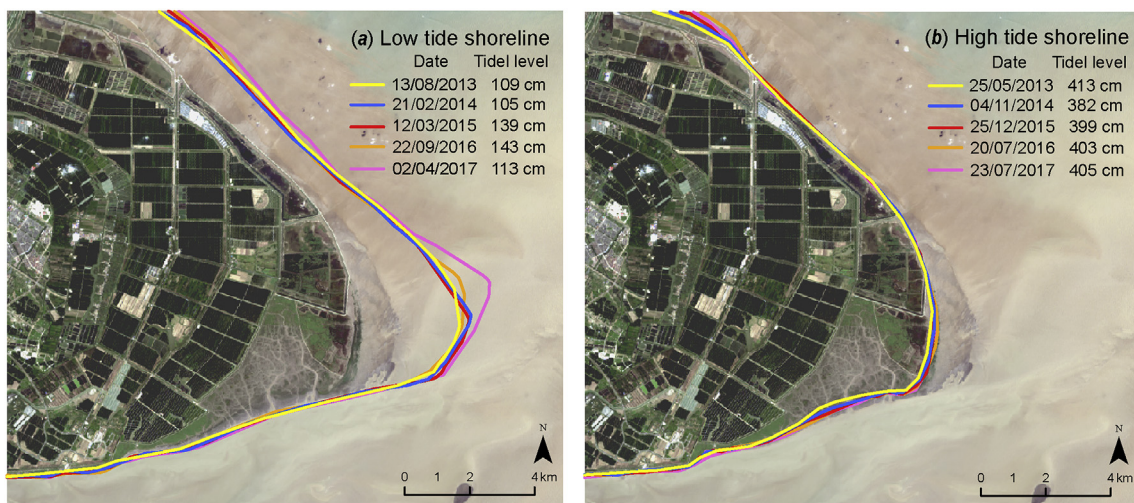 (a) Low tide shoreline
Date Tidel level
13/08/2013 109 cm
21/02/2014 105 cm
12/03/2015 139 cm
22/09/2016 143 cm
02/04/2017 113 cm
N
0 2 4 km
(b) High tide shoreline
Date Tidel level
25/05/2013 413 cm
04/11/2014 382 cm
25/12/2015 399 cm
20/07/2016 403 cm
23/07/2017 405 cm
N
0 1 2 4 km